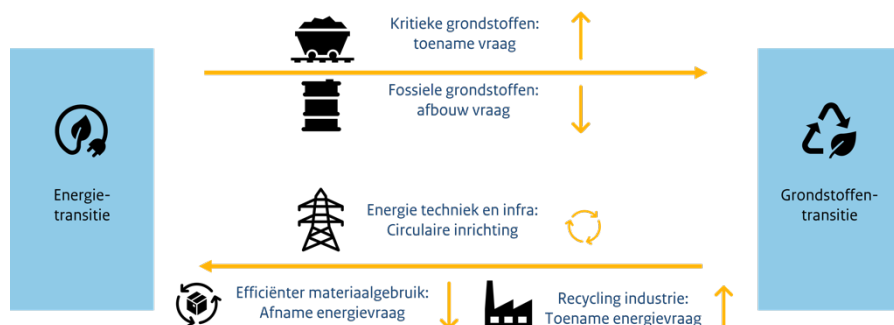 Kritieke grondstoffen:
toename vraag
Fossiele grondstoffen:
afbouw vraag
Energie-
transitie
Grondstoffen-
transitie
Energie techniek en infra:
Circulaire inrichting
Efficiënter materiaalgebruik:
Afname energievraag
Recycling industrie:
Toename energievraag